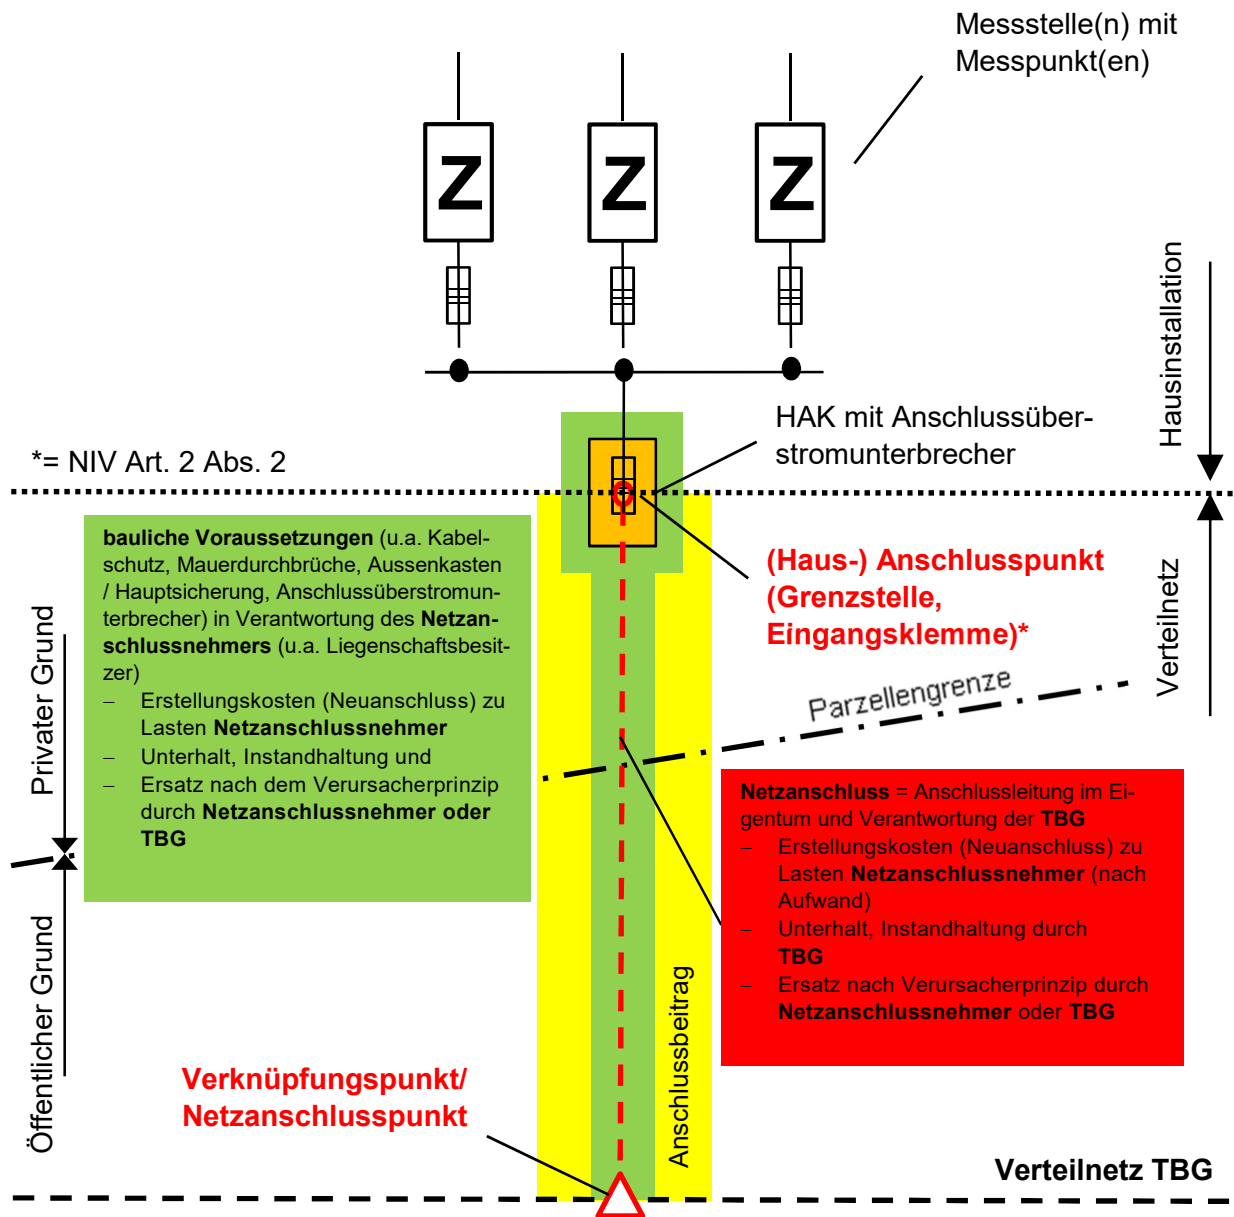 Messstelle(n) mit
Messpunkt(en)
Z Z Z
Hausinstallation
HAK mit Anschlussüber-
stromunterbrecher
*= NIV Art. 2 Abs. 2
bauliche Voraussetzungen (u.a. Kabel-
schutz, Mauerdurchbrüche, Aussenkasten
/ Hauptsicherung, Anschlussüberstromun-
terbrecher) in Verantwortung des Netzan-
schlussnehmers (u.a. Liegenschaftsbesit-
zer)
– Erstellungskosten (Neuanschluss) zu
Lasten Netzanschlussnehmer
– Unterhalt, Instandhaltung und
– Ersatz nach dem Verursacherprinzip
durch Netzanschlussnehmer oder
TBG
(Haus-) Anschlusspunkt
(Grenzstelle,
Eingangsklemme)*
Verteilnetz
Parzellengrenze
Privater Grund
Öffentlicher Grund
Netzanschluss = Anschlussleitung im Ei-
gentum und Verantwortung der TBG
– Erstellungskosten (Neuanschluss) zu
Lasten Netzanschlussnehmer (nach
Aufwand)
– Unterhalt, Instandhaltung durch
TBG
– Ersatz nach Verursacherprinzip durch
Netzanschlussnehmer oder TBG
Anschlussbeitrag
Verknüpfungspunkt/
Netzanschlusspunkt
Verteilnetz TBG